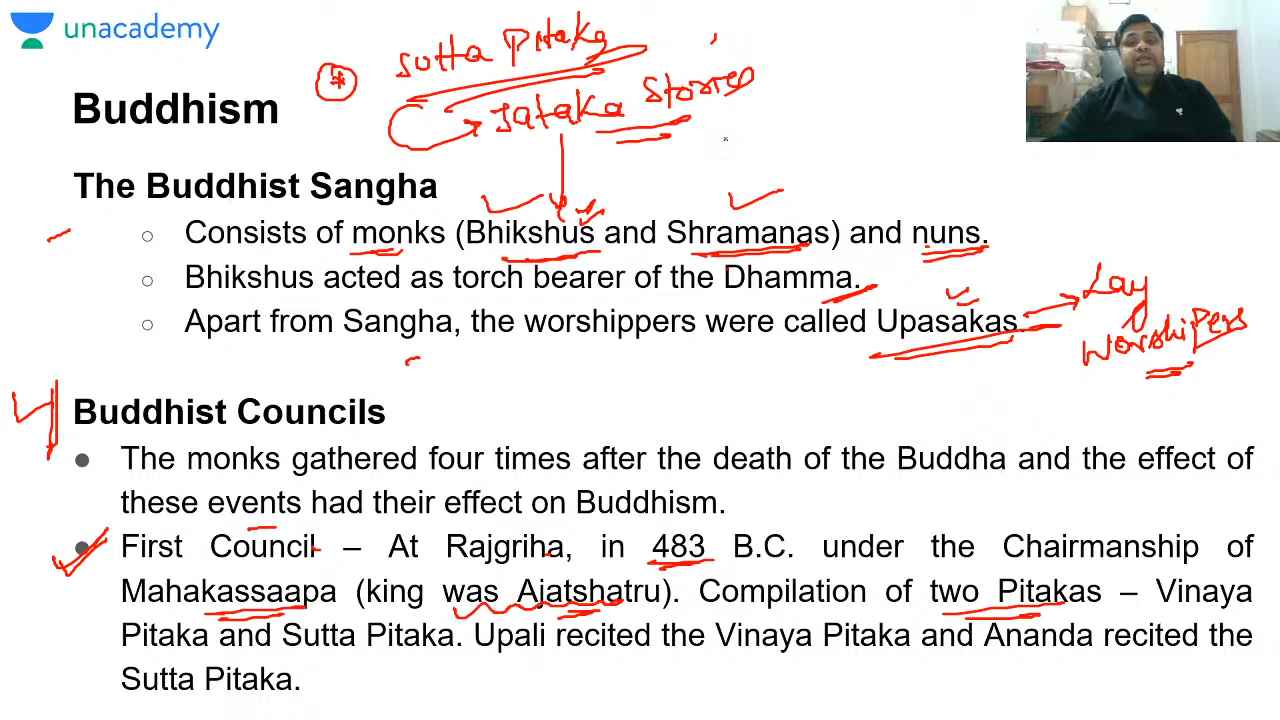 unacademy
* Sutta Pitaka
Jataka Stories
Buddhism
The Buddhist Sangha
○ Consists of monks (Bhikshus and Shramanas) and nuns.
○ Bhikshus acted as torch bearer of the Dhamma.
○ Apart from Sangha, the worshippers were called Upasakas.
Lay
Worshipers
4
Buddhist Councils
● The monks gathered four times after the death of the Buddha and the effect of
these events had their effect on Buddhism.
● First Council – At Rajgriha, in 483 B.C. under the Chairmanship of
Mahakassaapa (king was Ajatshatru). Compilation of two Pitakas – Vinaya
Pitaka and Sutta Pitaka. Upali recited the Vinaya Pitaka and Ananda recited the
Sutta Pitaka.